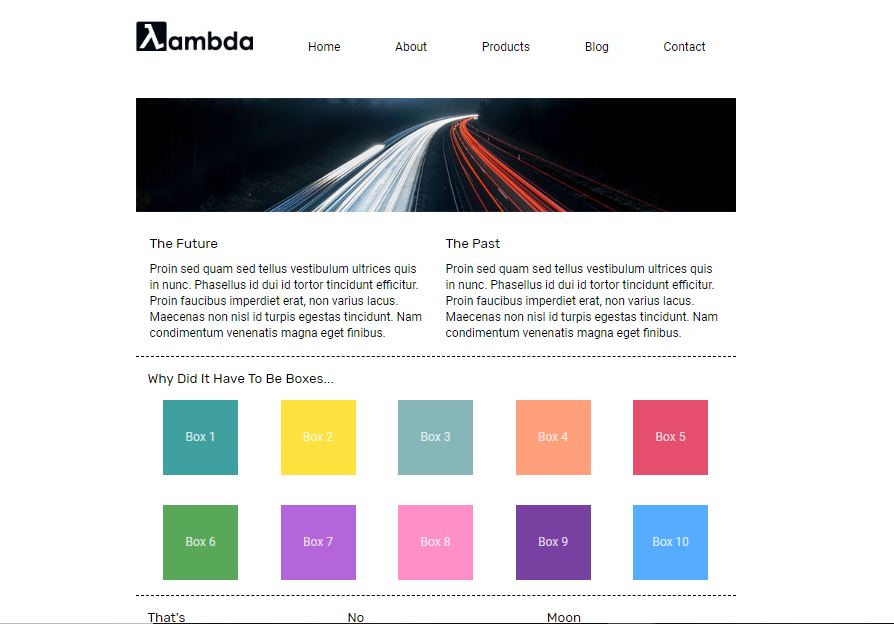 λambda
Home About Products Blog Contact
The Future
Proin sed quam sed tellus vestibulum ultrices quis
in nunc. Phasellus id dui id tortor tincidunt efficitur.
Proin faucibus imperdiet erat, non varius lacus.
Maecenas non nisl id turpis egestas tincidunt. Nam
condimentum venenatis magna eget finibus.
The Past
Proin sed quam sed tellus vestibulum ultrices quis
in nunc. Phasellus id dui id tortor tincidunt efficitur.
Proin faucibus imperdiet erat, non varius lacus.
Maecenas non nisl id turpis egestas tincidunt. Nam
condimentum venenatis magna eget finibus.
Why Did It Have To Be Boxes...
Box 1 Box 2 Box 3 Box 4 Box 5
Box 6 Box 7 Box 8 Box 9 Box 10
That's No Moon